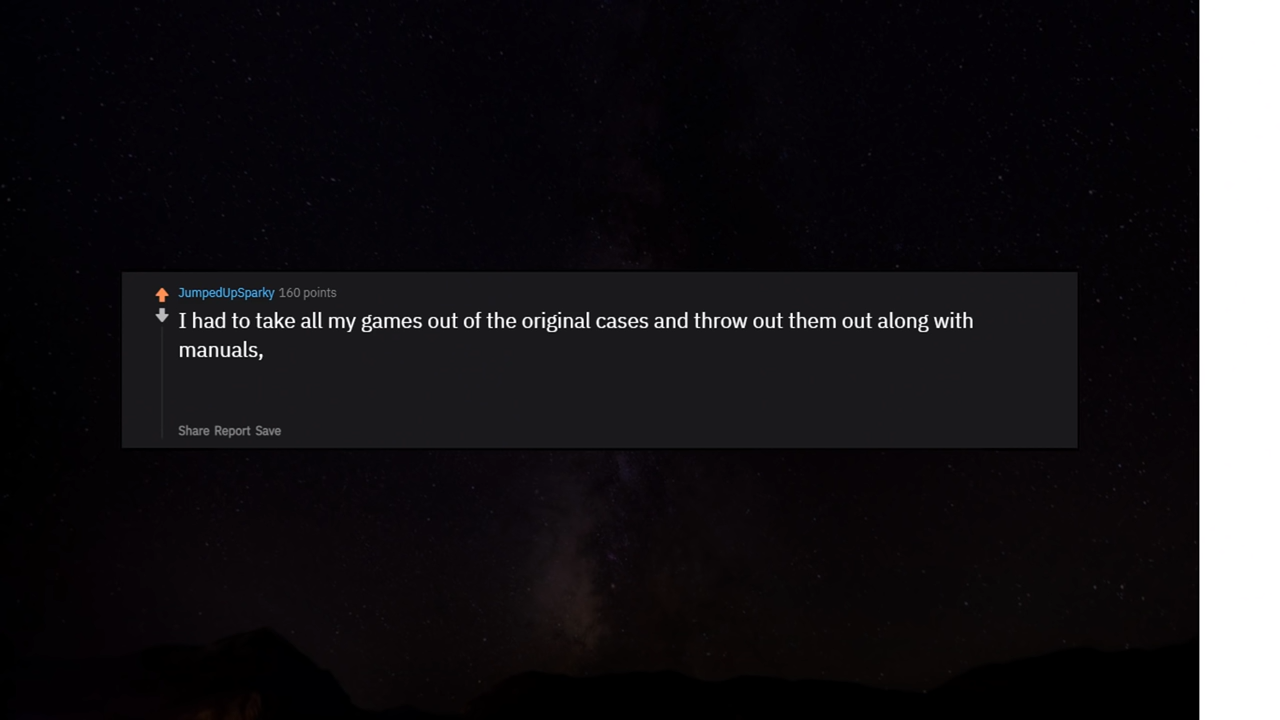 JumpedUpSparky 160 points
I had to take all my games out of the original cases and throw out them out along with
manuals,
Share Report Save